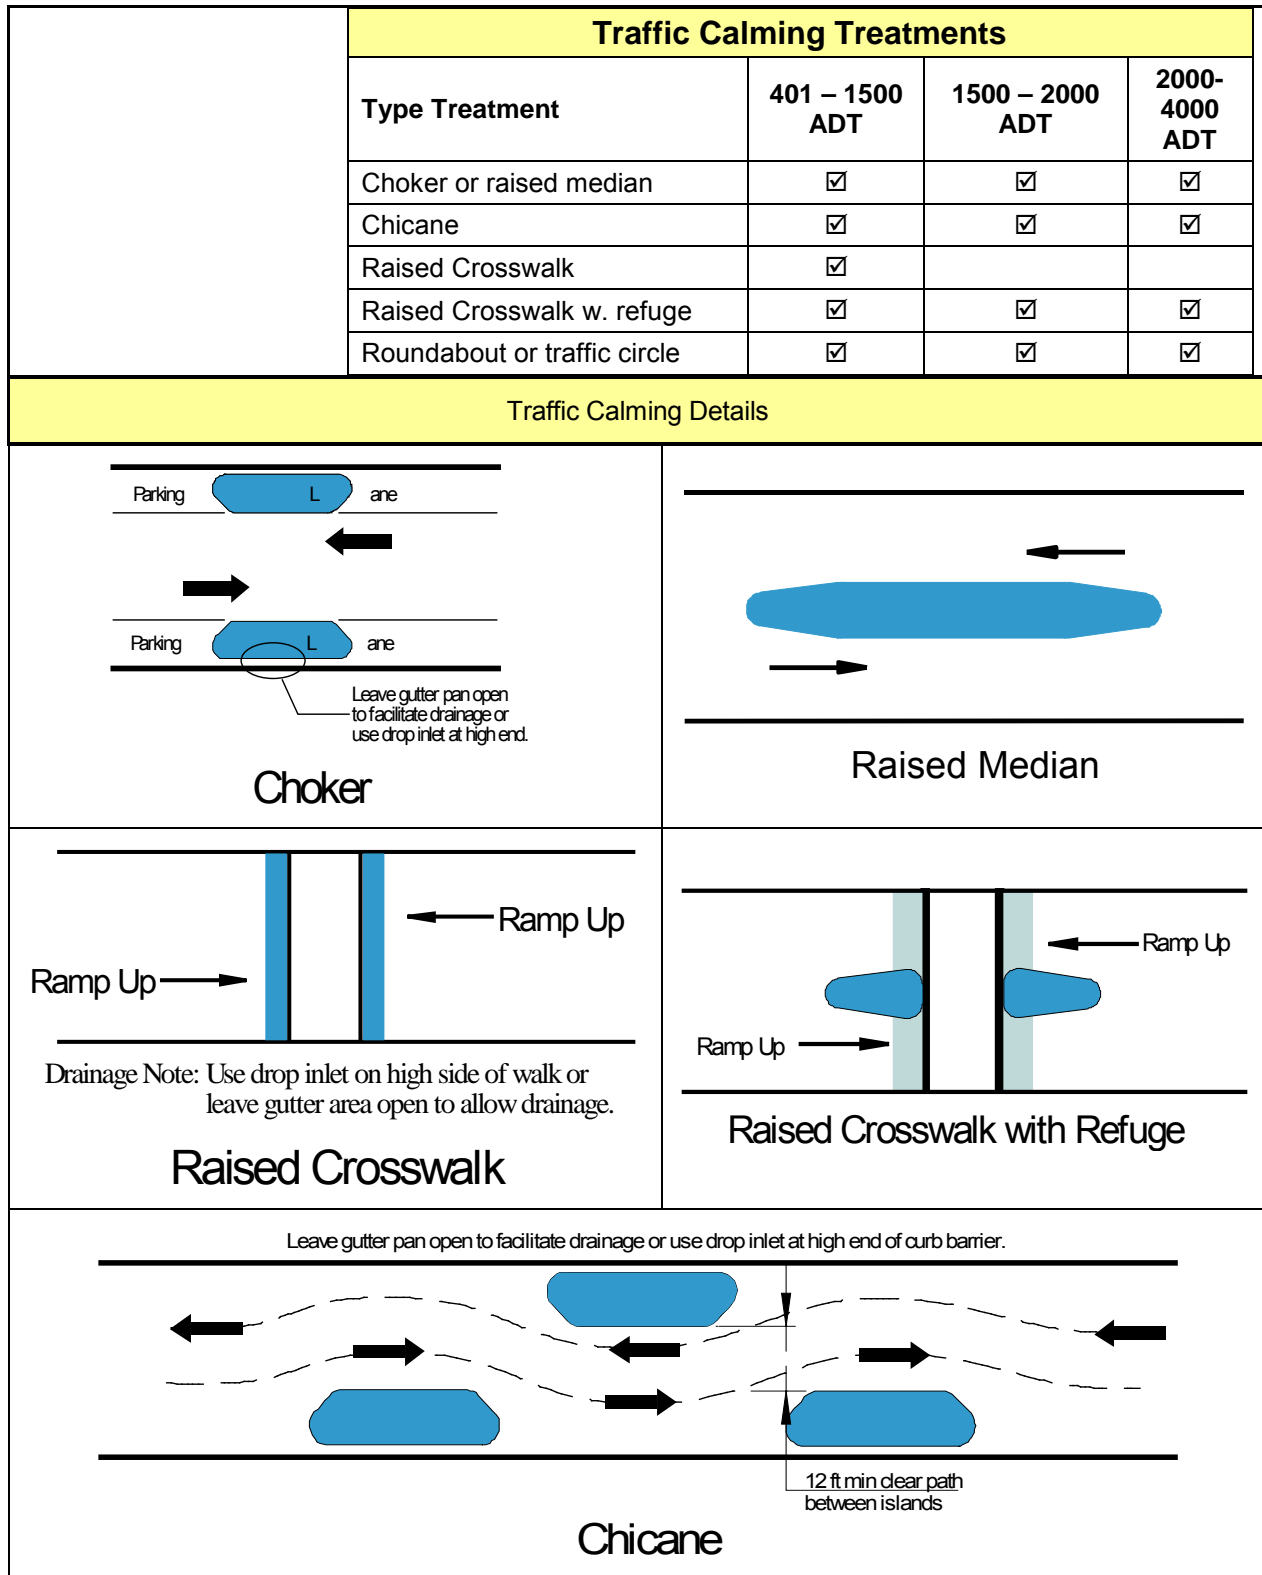 Traffic Calming Treatments
Type Treatment
401 – 1500 ADT
1500 – 2000 ADT
2000-4000 ADT
Choker or raised median ☑ ☑ ☑
Chicane ☑ ☑ ☑
Raised Crosswalk ☑
Raised Crosswalk w. refuge ☑ ☑ ☑
Roundabout or traffic circle ☑ ☑ ☑
Traffic Calming Details
Parking L ane
Parking L ane
Leave gutter pan open
to facilitate drainage or
use drop inlet at high end.
Choker
Raised Median
Ramp Up
Ramp Up
Drainage Note: Use drop inlet on high side of walk or
leave gutter area open to allow drainage.
Raised Crosswalk
Ramp Up
Ramp Up
Raised Crosswalk with Refuge
Leave gutter pan open to facilitate drainage or use drop inlet at high end of curb barrier.
12 ft min clear path
between islands
Chicane